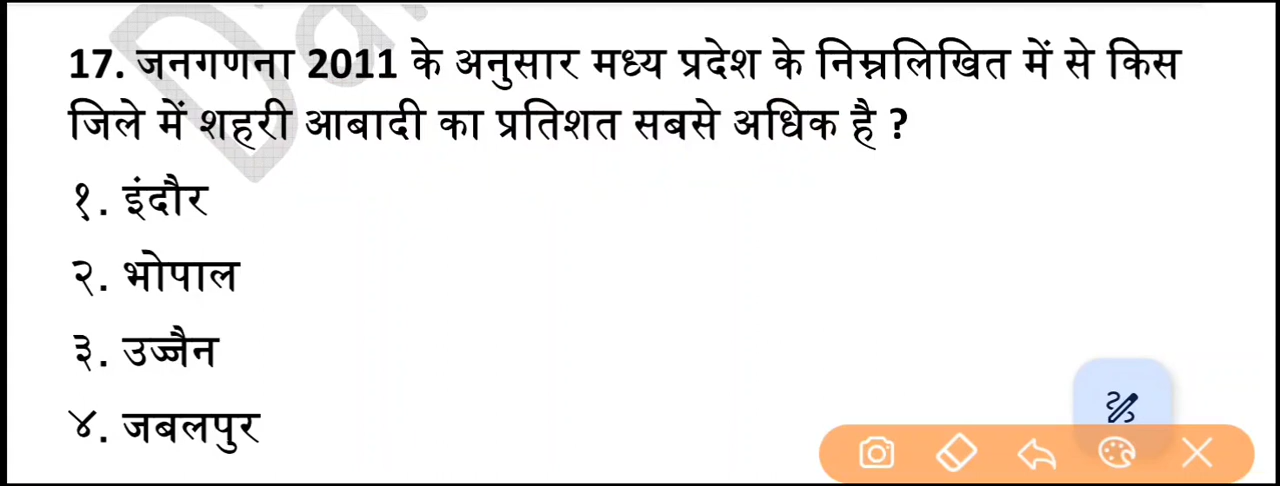 17. जनगणना 2011 के अनुसार मध्य प्रदेश के निम्नलिखित में से किस
जिले में शहरी आबादी का प्रतिशत सबसे अधिक है ?
१. इंदौर
२. भोपाल
३. उज्जैन
४. जबलपुर